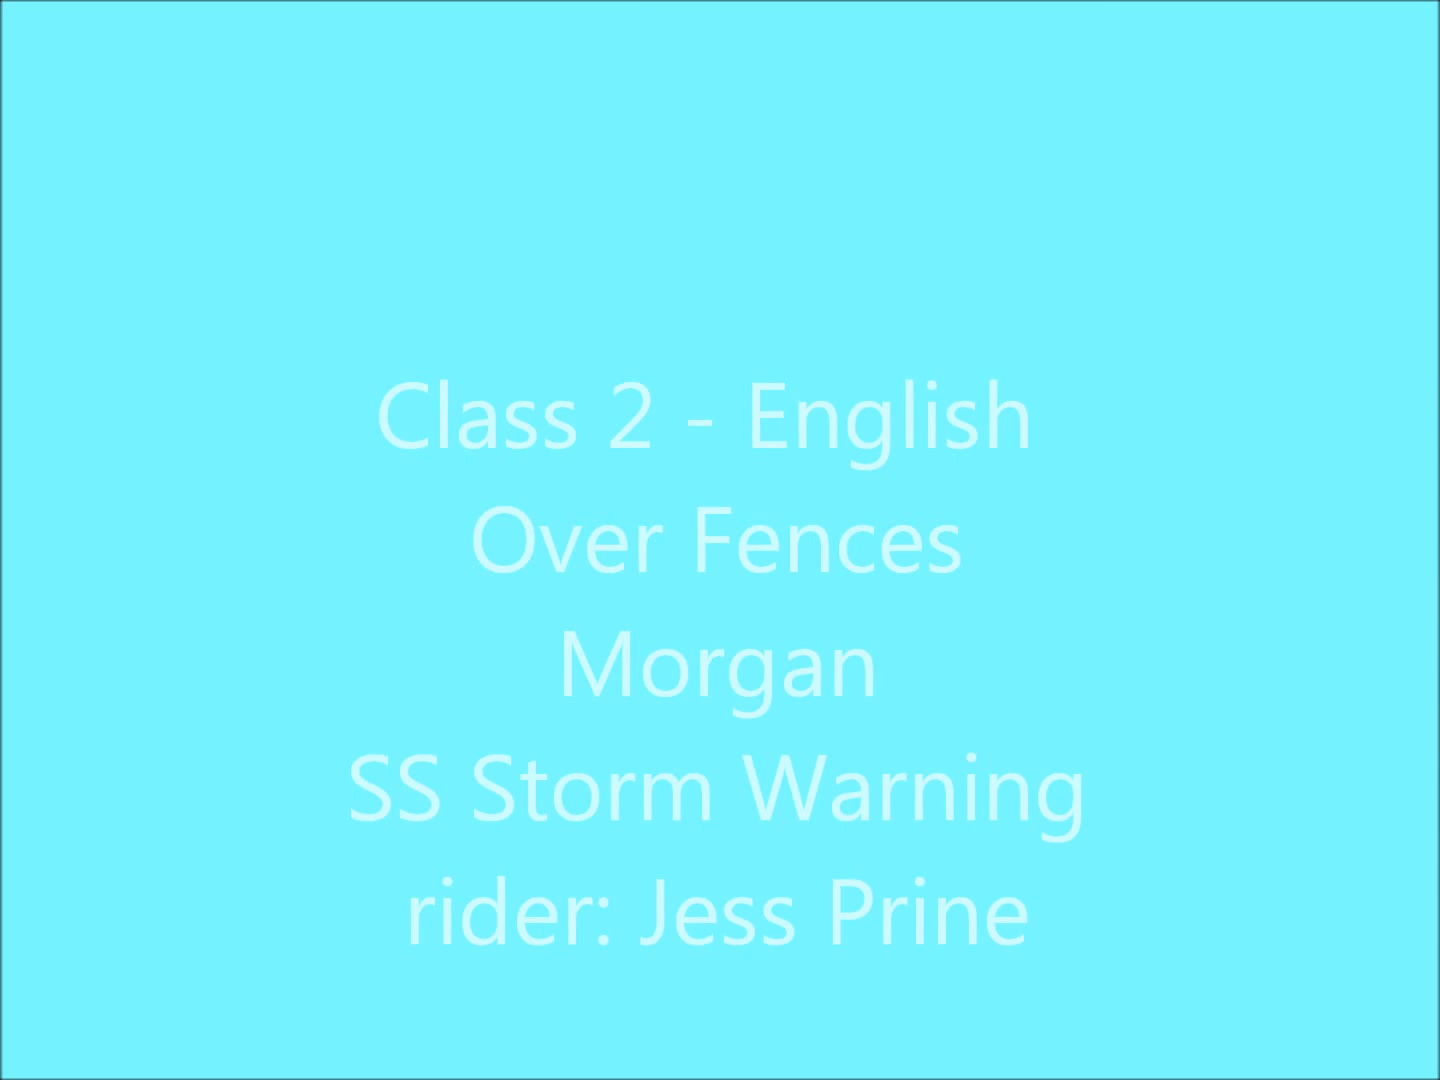 Class 2 - English
Over Fences
Morgan
SS Storm Warning
rider: Jess Prine